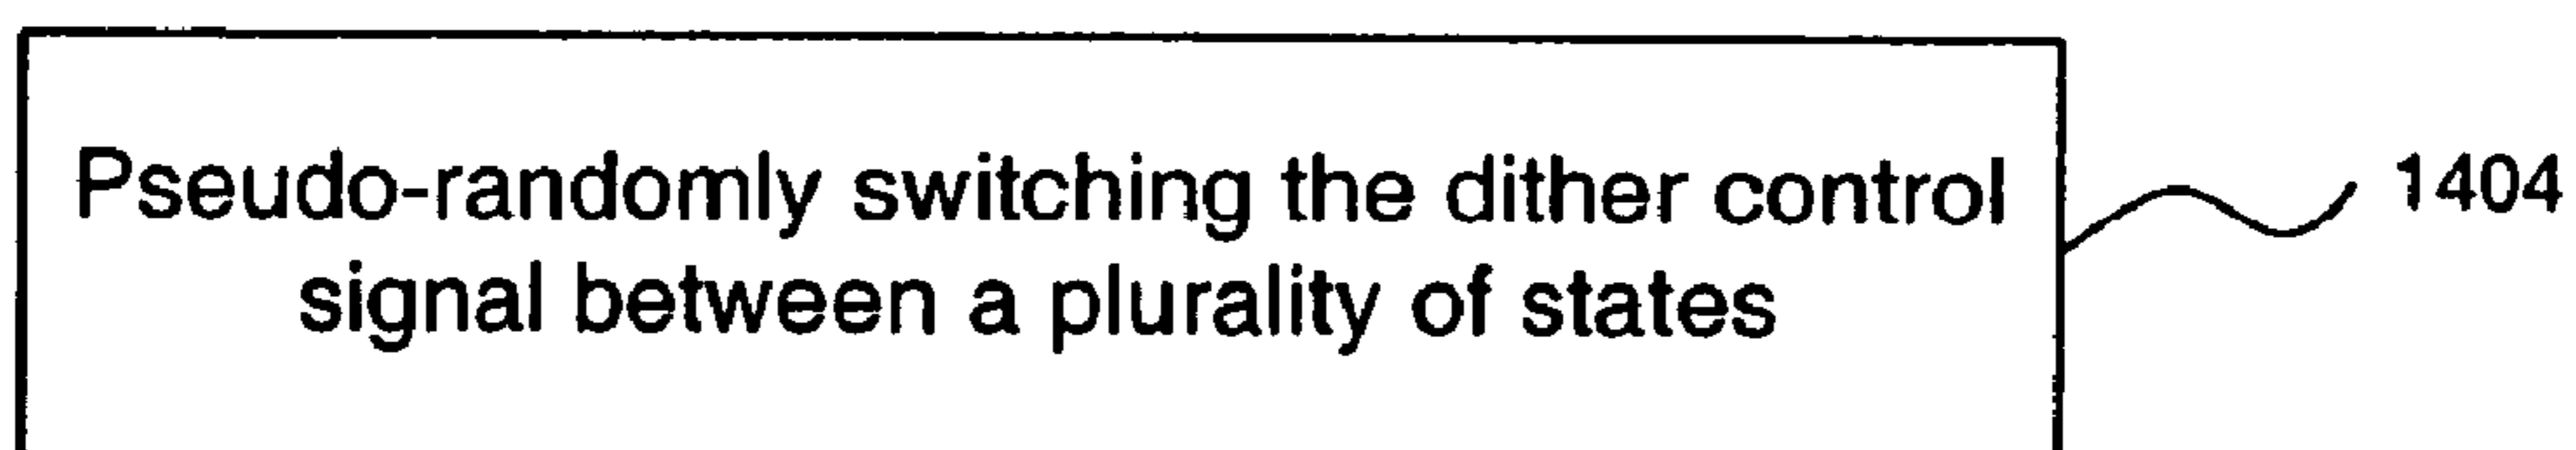 Pseudo-randomly switching the dither control
signal between a plurality of states
1404